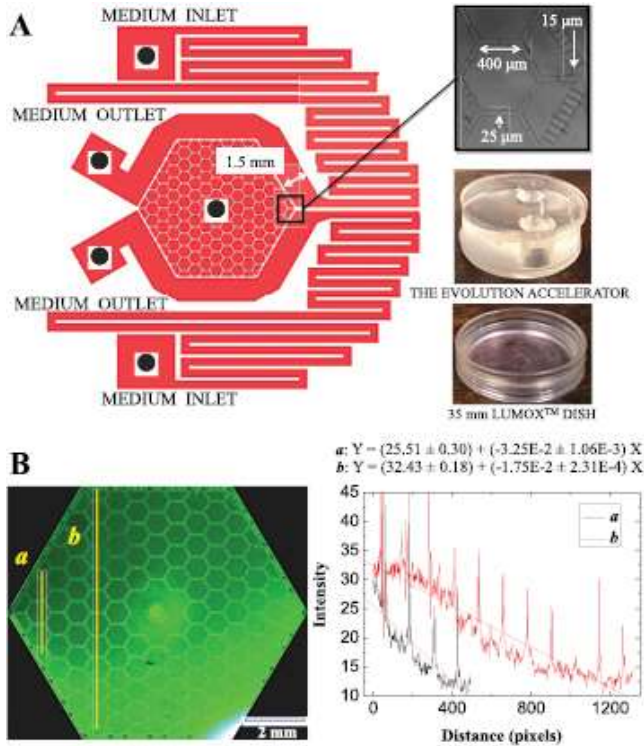 A
MEDIUM INLET
MEDIUM OUTLET
1.5 mm
MEDIUM OUTLET
MEDIUM INLET
15 μm
400 μm
25 μm
THE EVOLUTION ACCELERATOR
35 mm LUMOX™ DISH
B
a
b
2 mm
a: Y = (25.51 ± 0.30) + (-3.25E-2 ± 1.06E-3) X
b: Y = (32.43 ± 0.18) + (-1.75E-2 ± 2.31E-4) X
45
40
35
30
25
20
15
10
Intensity
a
b
0 400 800 1200
Distance (pixels)